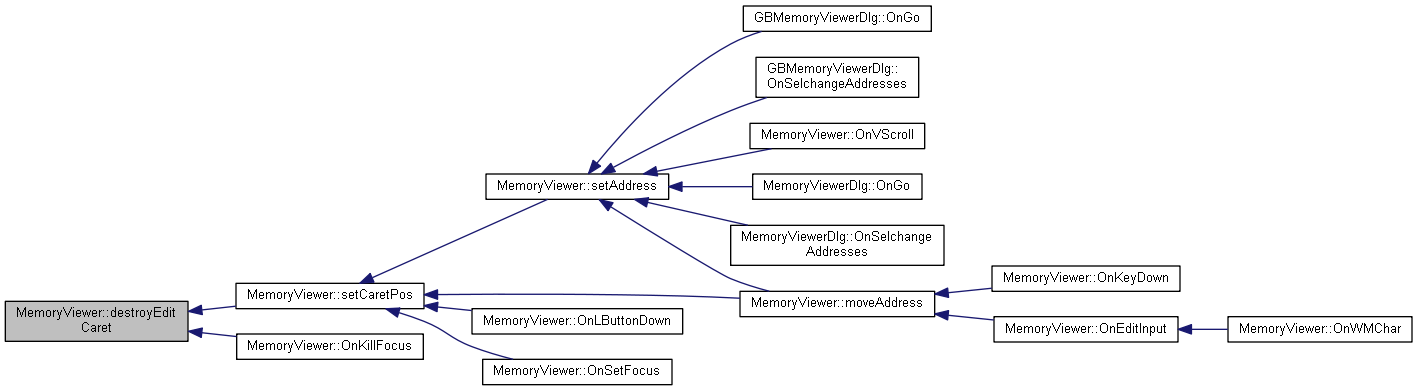 GBMemoryViewerDlg::OnGo
GBMemoryViewerDlg::
OnSelchangeAddresses
MemoryViewer::OnVScroll
MemoryViewer::setAddress
MemoryViewerDlg::OnGo
MemoryViewerDlg::OnSelchange
Addresses
MemoryViewer::OnKeyDown
MemoryViewer::setCaretPos
MemoryViewer::moveAddress
MemoryViewer::destroyEdit
Caret
MemoryViewer::OnLButtonDown
MemoryViewer::OnEditInput
MemoryViewer::OnWMChar
MemoryViewer::OnKillFocus
MemoryViewer::OnSetFocus